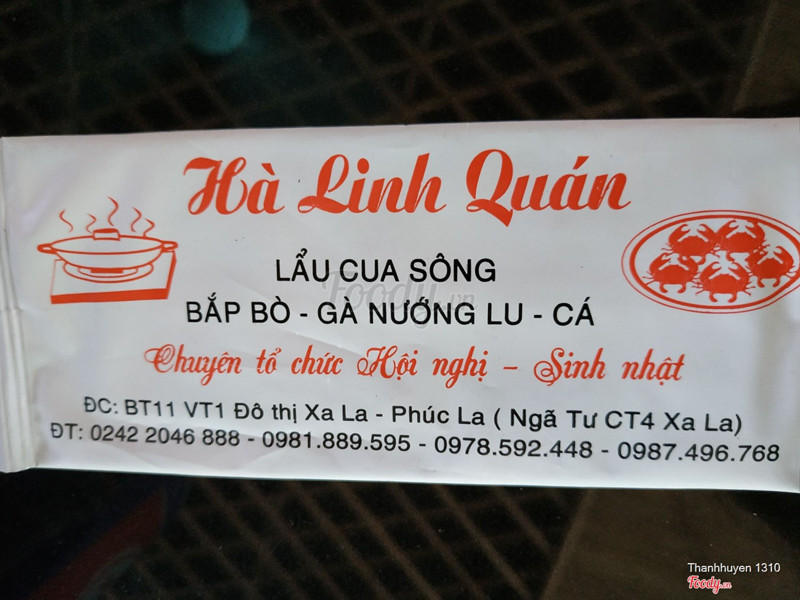 Hà Linh Quán
LẨU CUA SÔNG
Foody.vn
BẮP BÒ - GÀ NƯỚNG LU - CÁ
Chuyên tổ chức Hội nghị - Sinh nhật
ĐC: BT11 VT1 Đô thị Xa La - Phúc La ( Ngã Tư CT4 Xa La)
ĐT: 0242 2046 888 - 0981.889.595 - 0978.592.448 - 0987.496.768
Thanhhuyen 1310
Foody.vn